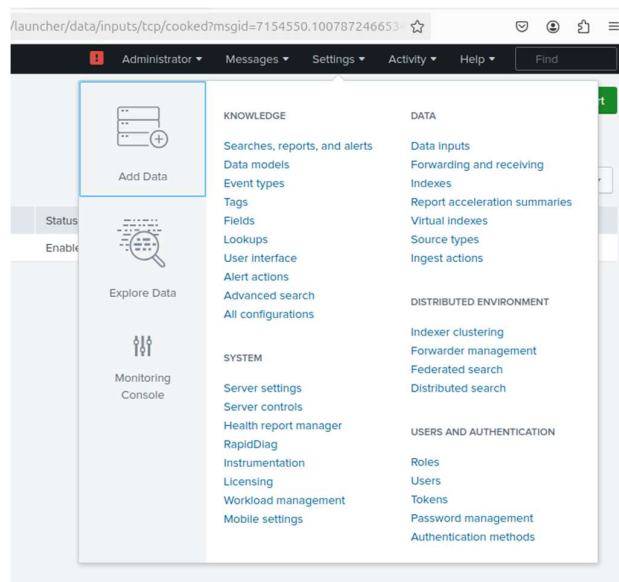 /launcher/data/inputs/tcp/cooked?msgid=7154550.100787246653
! Administrator Messages Settings Activity Help Find
Add Data
Explore Data
Monitoring
Console
KNOWLEDGE
Searches, reports, and alerts
Data models
Event types
Tags
Fields
Lookups
User interface
Alert actions
Advanced search
All configurations
SYSTEM
Server settings
Server controls
Health report manager
RapidDiag
Instrumentation
Licensing
Workload management
Mobile settings
DATA
Data inputs
Forwarding and receiving
Indexes
Report acceleration summaries
Virtual indexes
Source types
Ingest actions
DISTRIBUTED ENVIRONMENT
Indexer clustering
Forwarder management
Federated search
Distributed search
USERS AND AUTHENTICATION
Roles
Users
Tokens
Password management
Authentication methods
Status
Enable
rt